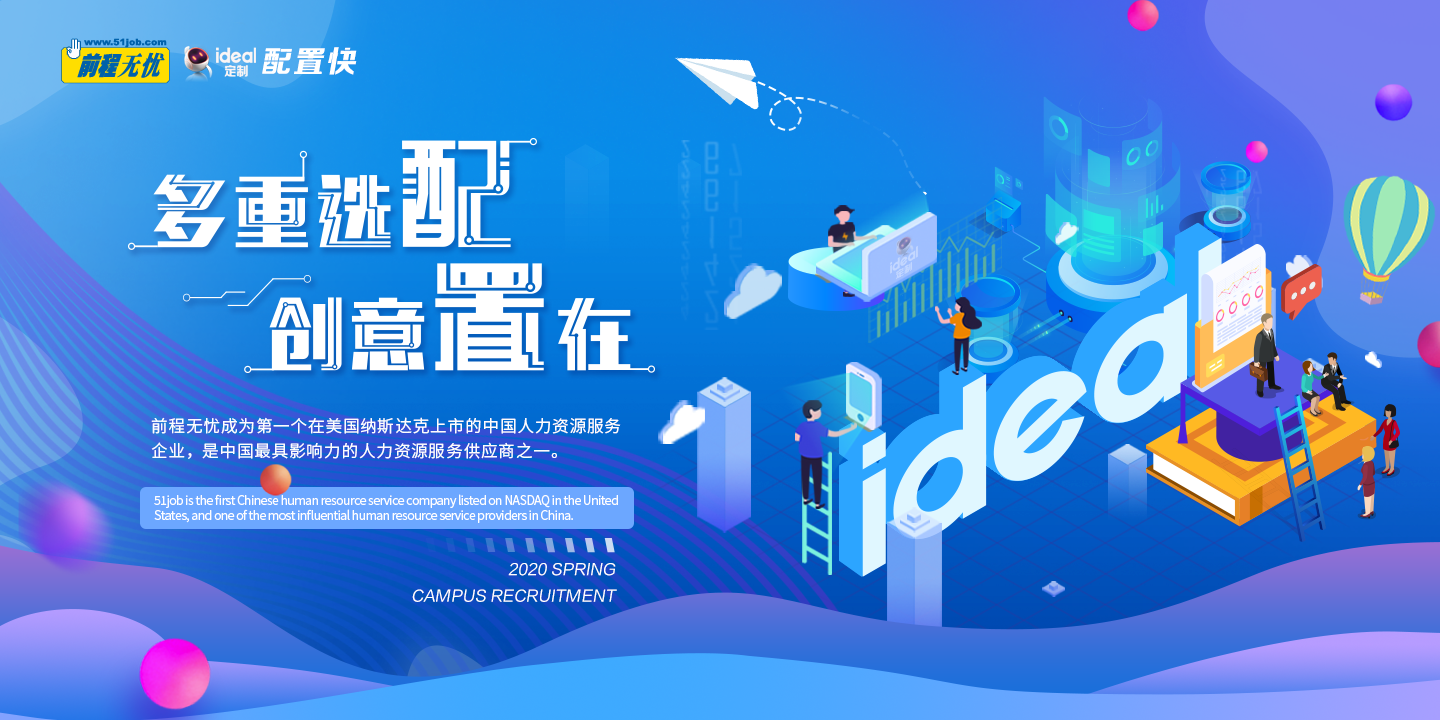 www.51job.com
前程无忧
ideal
定制
配置快
多重选配
创意置在
前程无忧成为第一个在美国纳斯达克上市的中国人力资源服务
企业，是中国最具影响力的人力资源服务供应商之一。
51job is the first Chinese human resource service company listed on NASDAQ in the United
States, and one of the most influential human resource service providers in China.
2020 SPRING
CAMPUS RECRUITMENT
ideal
定制
ideal